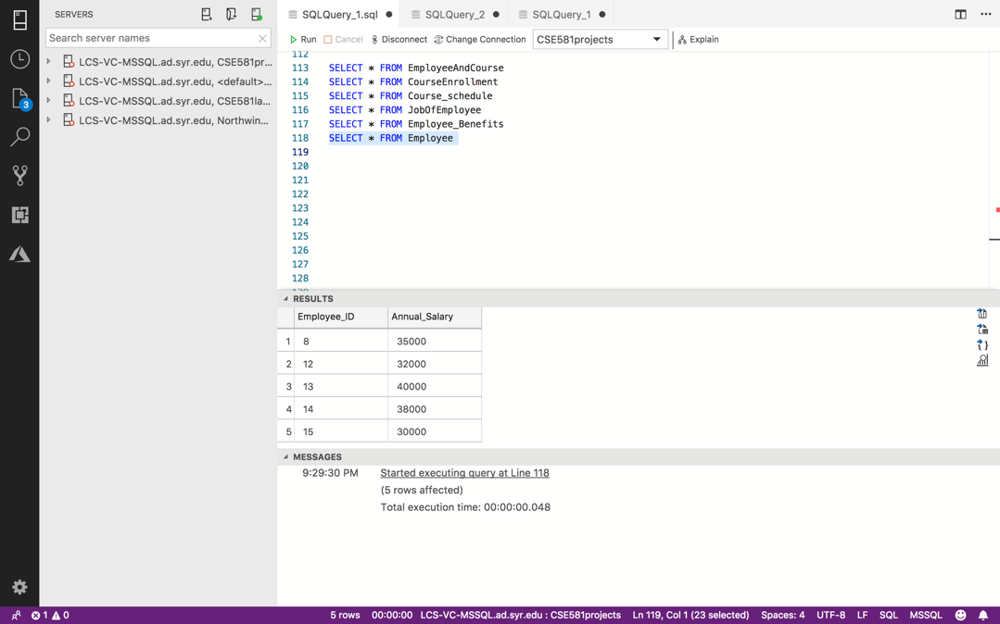 SERVERS
SQLQuery_1.sql
SQLQuery_2
SQLQuery_1
Search server names
Run
Cancel
Disconnect
Change Connection
CSE581projects
Explain
LCS-VC-MSSQL.ad.syr.edu, CSE581pr...
LCS-VC-MSSQL.ad.syr.edu, <default>...
LCS-VC-MSSQL.ad.syr.edu, CSE581la...
LCS-VC-MSSQL.ad.syr.edu, Northwin...
3
112
113 SELECT * FROM EmployeeAndCourse
114 SELECT * FROM CourseEnrollment
115 SELECT * FROM Course_schedule
116 SELECT * FROM JobOfEmployee
117 SELECT * FROM Employee_Benefits
118 SELECT * FROM Employee
119
120
121
122
123
124
125
126
127
128
RESULTS
Employee_ID Annual_Salary
1 8 35000
2 12 32000
3 13 40000
4 14 38000
5 15 30000
MESSAGES
9:29:30 PM Started executing query at Line 118
(5 rows affected)
Total execution time: 00:00:00.048
1 0 5 rows 00:00:00 LCS-VC-MSSQL.ad.syr.edu : CSE581projects Ln 119, Col 1 (23 selected) Spaces: 4 UTF-8 LF SQL MSSQL